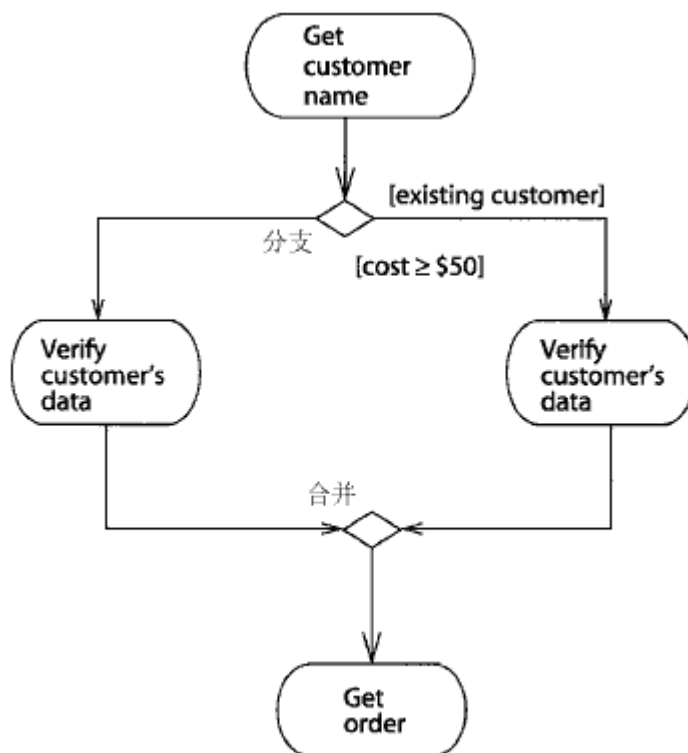 Get
customer
name
[existing customer]
分支
[cost ≥ $50]
Verify
customer's
data
Verify
customer's
data
合并
Get
order